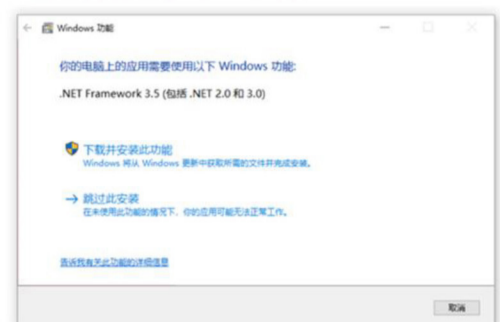 Windows 功能
你的电脑上的应用需要使用以下 Windows 功能:
.NET Framework 3.5 (包括 .NET 2.0 和 3.0)
下载并安装此功能
Windows 将从 Windows 更新中获取所需的文件并完成安装。
跳过此安装
在未使用此功能的情况下，你的应用可能无法正常工作。
告诉我有关此功能的详细信息
取消